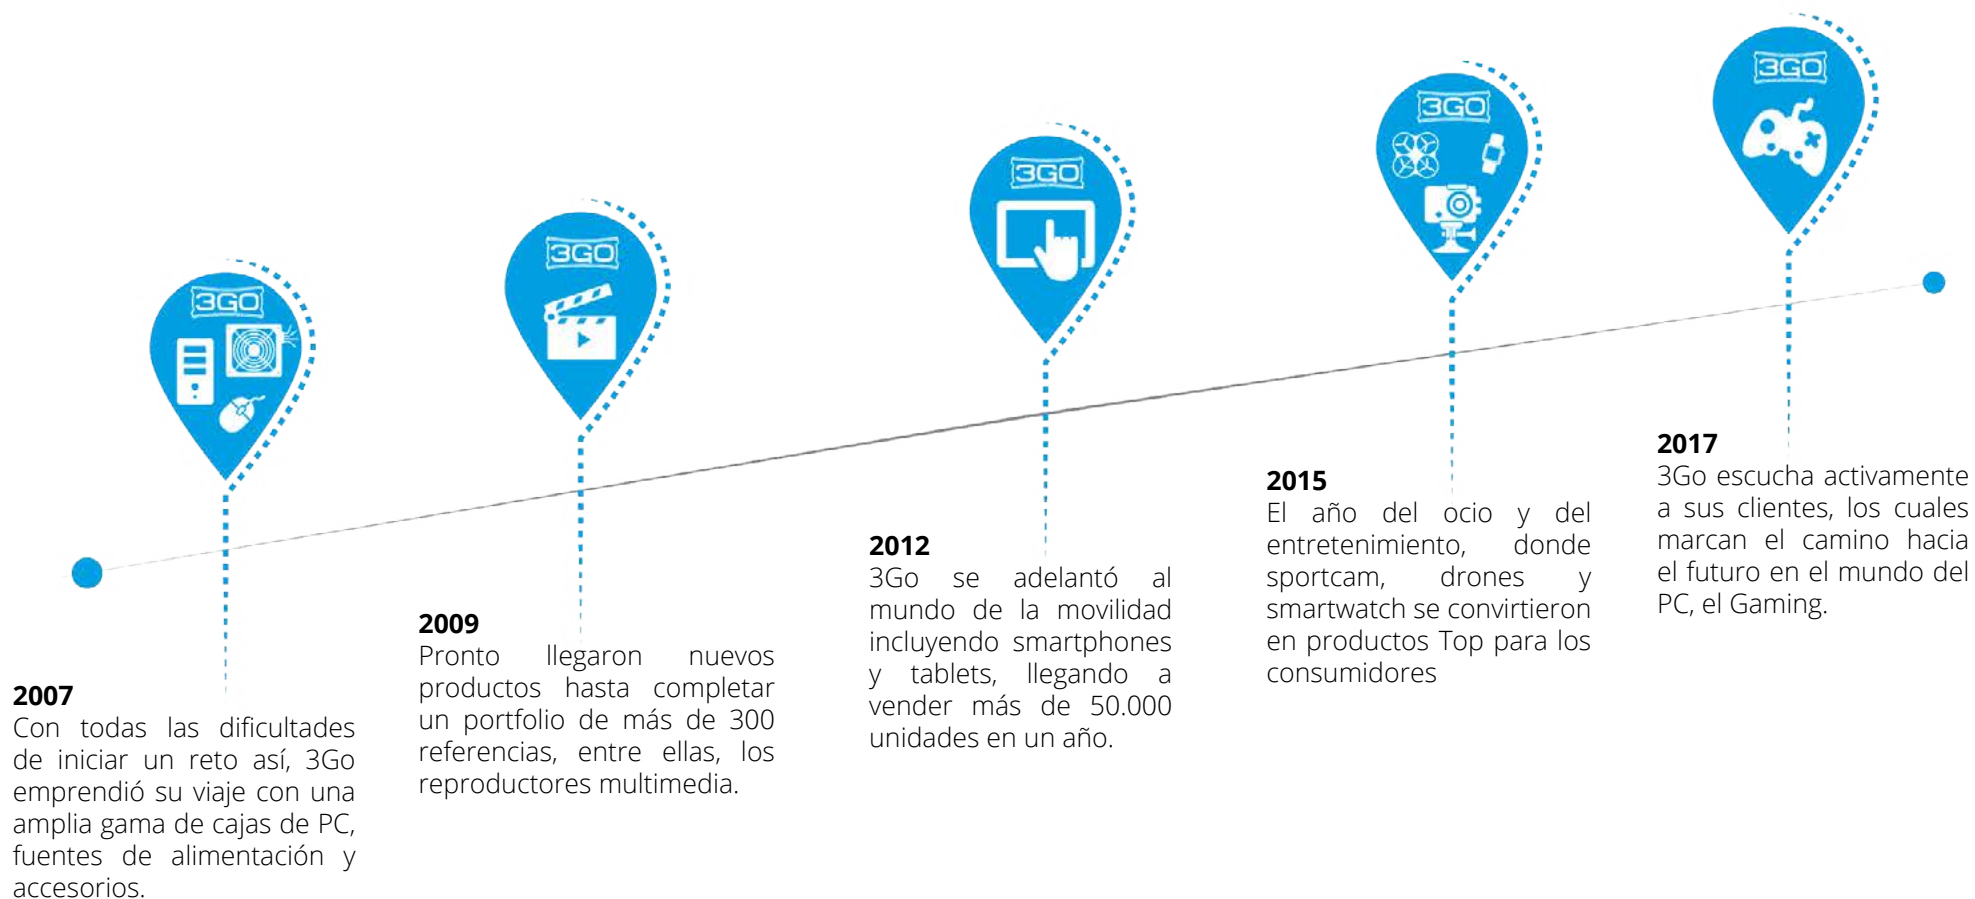 3GO
2007
Con todas las dificultades
de iniciar un reto así, 3Go
emprendió su viaje con una
amplia gama de cajas de PC,
fuentes de alimentación y
accesorios.
3GO
2009
Pronto llegaron nuevos
productos hasta completar
un portfolio de más de 300
referencias, entre ellas, los
reproductores multimedia.
3GO
2012
3Go se adelantó al
mundo de la movilidad
incluyendo smartphones
y tablets, llegando a
vender más de 50.000
unidades en un año.
3GO
2015
El año del ocio y del
entretenimiento, donde
sportcam, drones y
smartwatch se convirtieron
en productos Top para los
consumidores
3GO
2017
3Go escucha activamente
a sus clientes, los cuales
marcan el camino hacia
el futuro en el mundo del
PC, el Gaming.